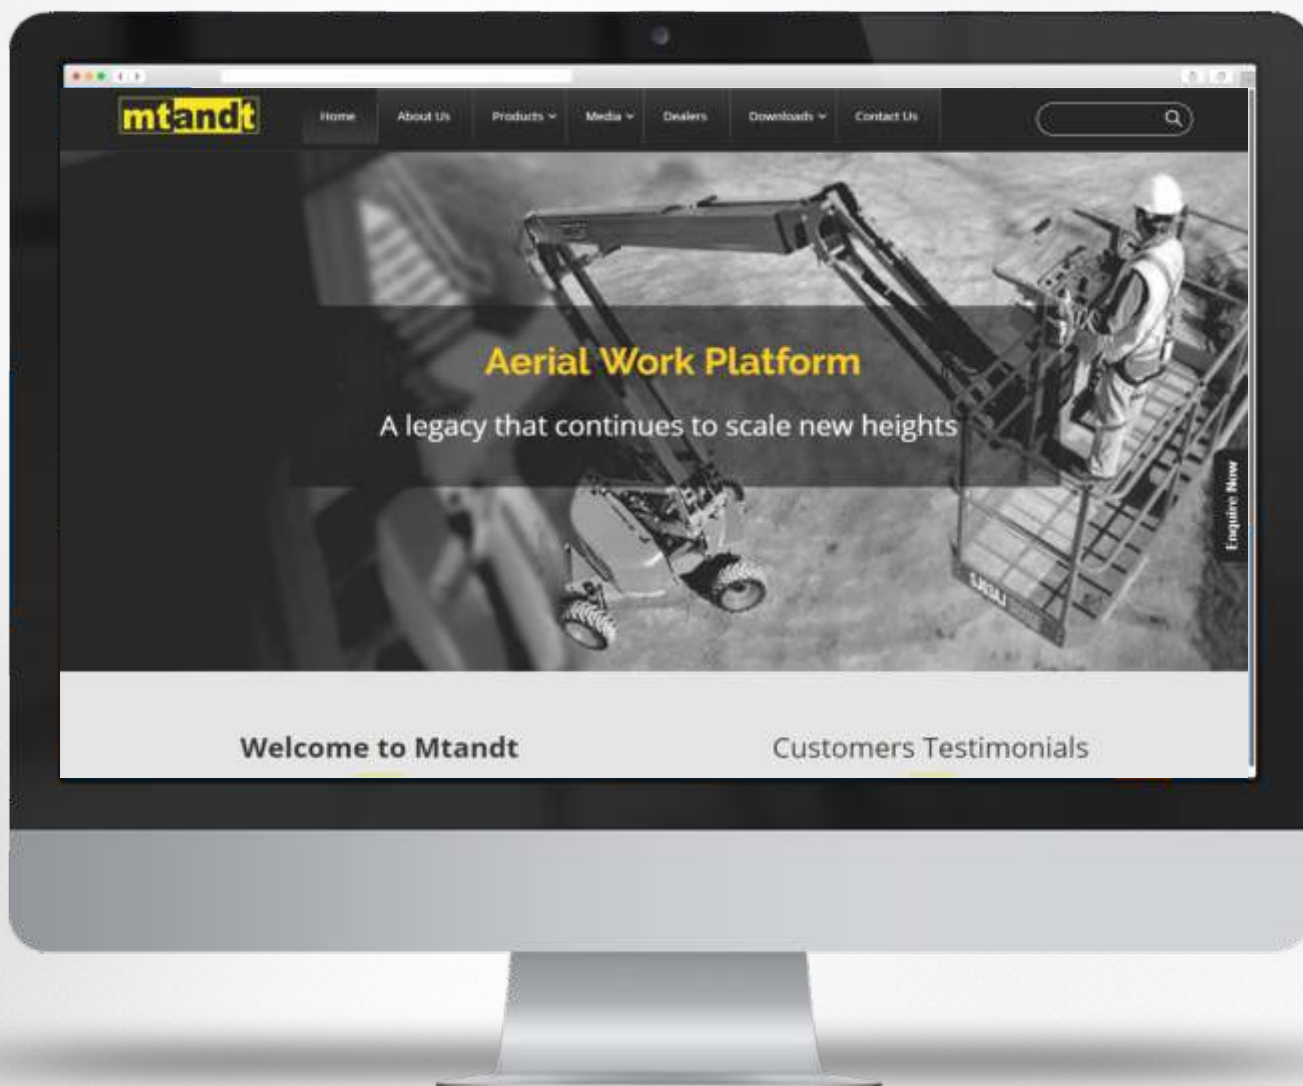 mtandt
Home About Us Products Media Dealers Downloads Contact Us
Aerial Work Platform
A legacy that continues to scale new heights
Enquire Now
Welcome to Mtandt Customers Testimonials